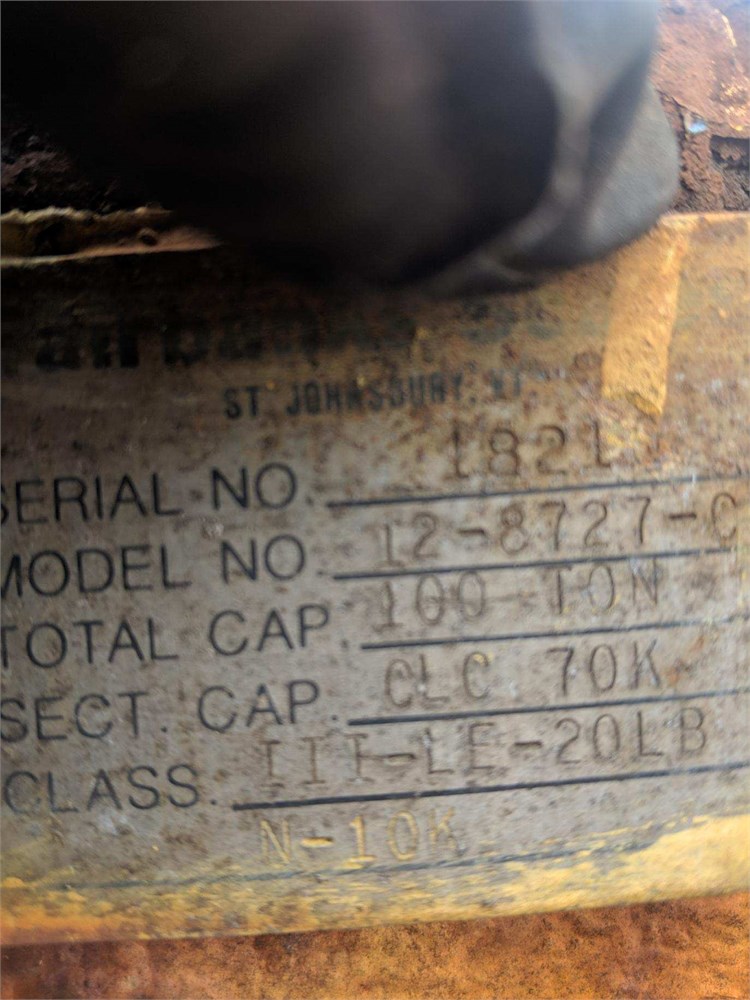 ST. JOHNSBURY, VT
SERIAL NO. 1821
MODEL NO. 12-8727-C
TOTAL CAP. 100 TON
SECT. CAP. CLC 70K
CLASS. III-LE-20LB
N-10K